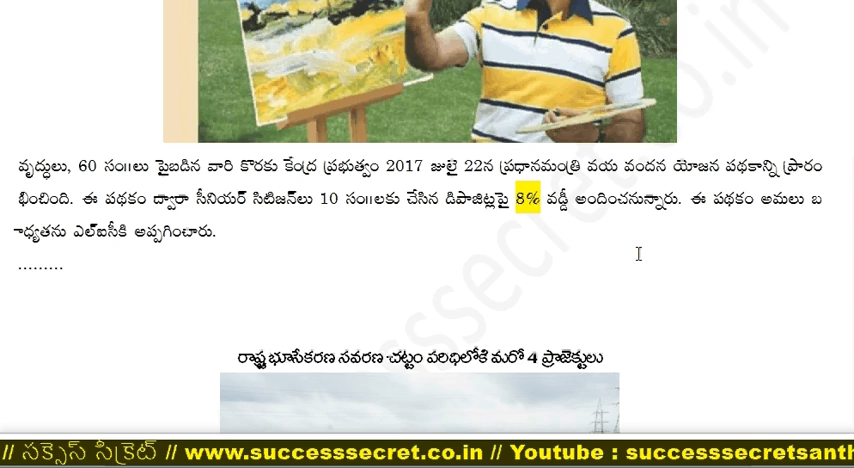 వృద్ధులు, 60 సం॥లు పైబడిన వారి కొరకు కేంద్ర ప్రభుత్వం 2017 జులై 22న ప్రధానమంత్రి వయ వందన యోజన పథకాన్ని ప్రారం
భించింది. ఈ పథకం ద్వారా సీనియర్ సిటిజన్‌లు 10 సం॥లకు చేసిన డిపాజిట్లపై 8% వడ్డీ అందించనున్నారు. ఈ పథకం అమలు బ
ాధ్యతను ఎల్ఐసీకి అప్పగించారు.
.........
రాష్ట్ర భూసేకరణ సవరణ చట్టం పరిధిలోకి మరో 4 ప్రాజెక్టులు
// సక్సెస్ సీక్రెట్ // www.successsecret.co.in // Youtube : successsecretsanth